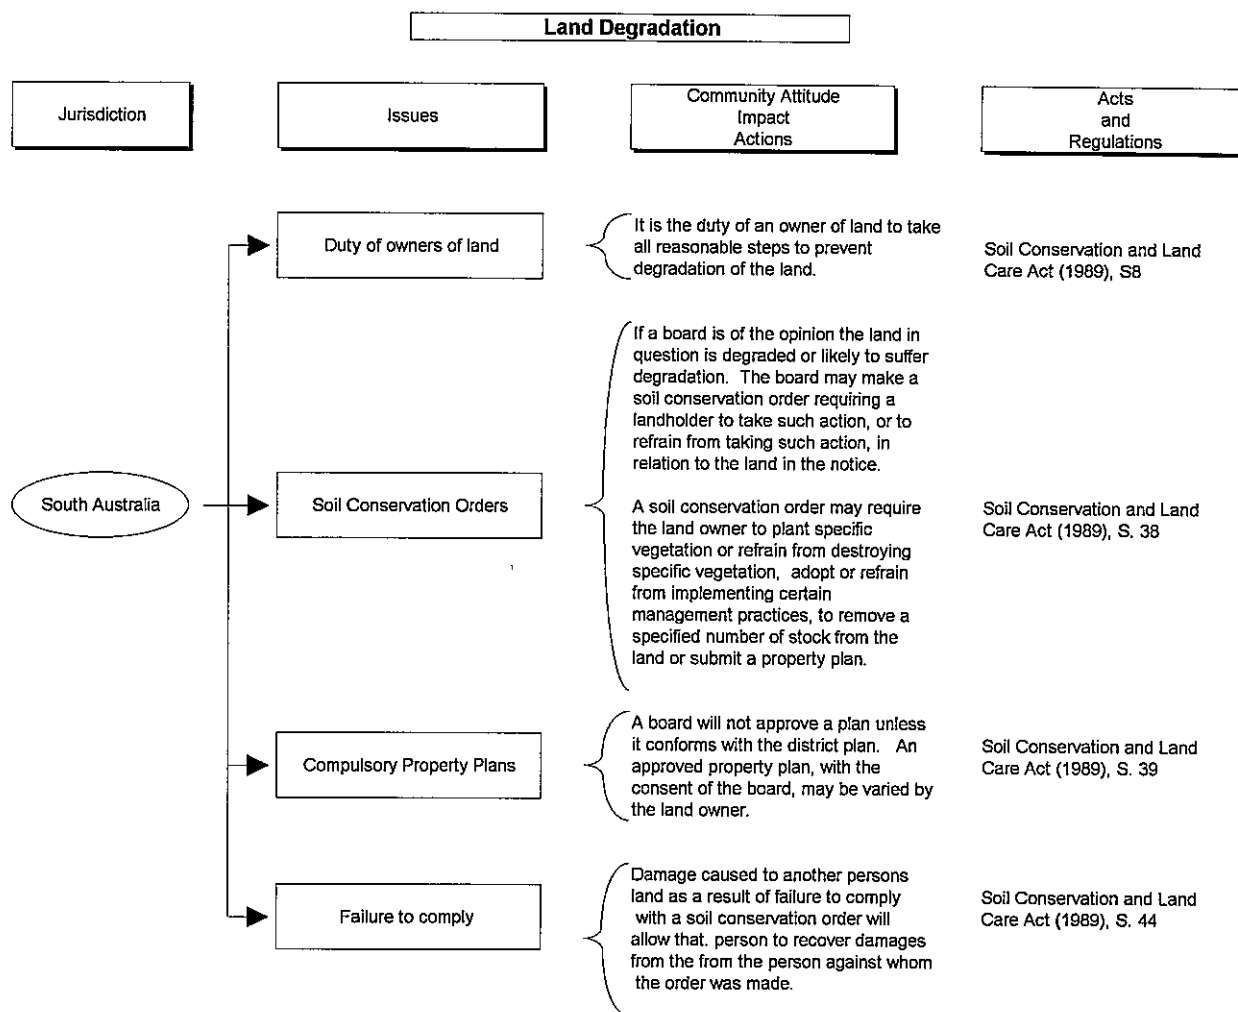 Land Degradation
Jurisdiction
Issues
Community Attitude
Impact
Actions
Acts
and
Regulations
South Australia
Duty of owners of land
It is the duty of an owner of land to take
all reasonable steps to prevent
degradation of the land.
Soil Conservation and Land
Care Act (1989), S8
Soil Conservation Orders
If a board is of the opinion the land in
question is degraded or likely to suffer
degradation. The board may make a
soil conservation order requiring a
landholder to take such action, or to
refrain from taking such action, in
relation to the land in the notice.
A soil conservation order may require
the land owner to plant specific
vegetation or refrain from destroying
specific vegetation, adopt or refrain
from implementing certain
management practices, to remove a
specified number of stock from the
land or submit a property plan.
Soil Conservation and Land
Care Act (1989), S. 38
Compulsory Property Plans
A board will not approve a plan unless
it conforms with the district plan. An
approved property plan, with the
consent of the board, may be varied by
the land owner.
Soil Conservation and Land
Care Act (1989), S. 39
Failure to comply
Damage caused to another persons
land as a result of failure to comply
with a soil conservation order will
allow that. person to recover damages
from the from the person against whom
the order was made.
Soil Conservation and Land
Care Act (1989), S. 44